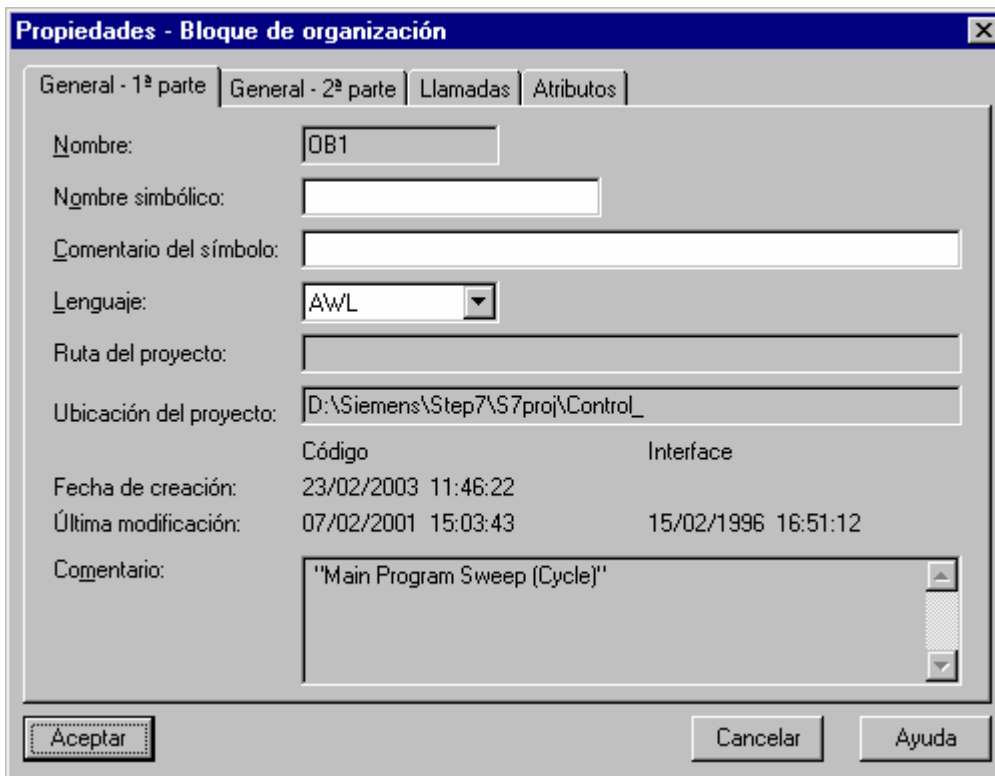 Propiedades - Bloque de organización
General - 1ª parte General - 2ª parte Llamadas Atributos
Nombre: OB1
Nombre simbólico:
Comentario del símbolo:
Lenguaje: AWL
Ruta del proyecto:
Ubicación del proyecto: D:\Siemens\Step7\S7proj\Control_
Código Interface
Fecha de creación: 23/02/2003 11:46:22
Última modificación: 07/02/2001 15:03:43 15/02/1996 16:51:12
Comentario: "Main Program Sweep (Cycle)"
Aceptar Cancelar Ayuda